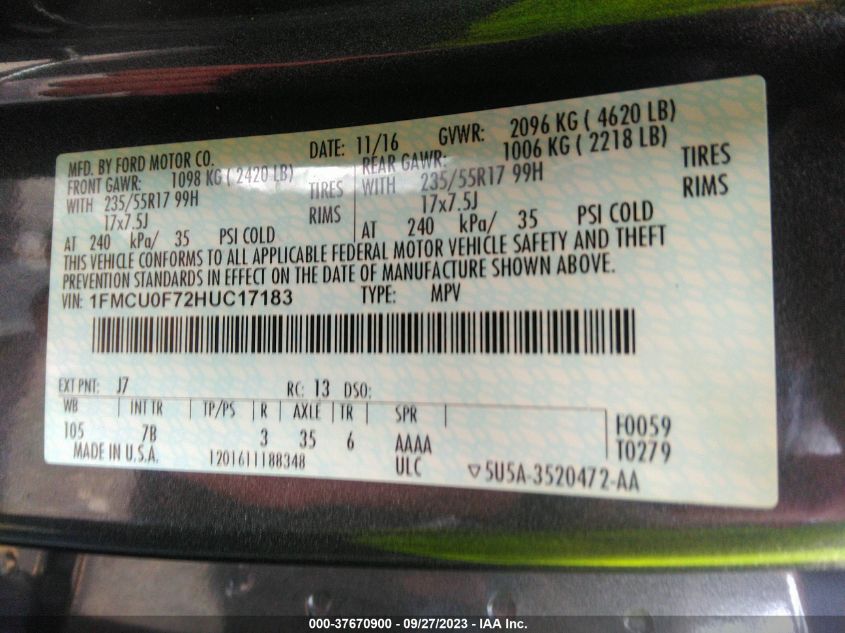 MFD. BY FORD MOTOR CO. DATE: 11/16 GVWR: 2096 KG ( 4620 LB)
FRONT GAWR: 1098 KG ( 2420 LB) REAR GAWR: 1006 KG ( 2218 LB)
WITH 235/55R17 99H TIRES WITH 235/55R17 99H TIRES
17x7.5J RIMS 17x7.5J RIMS
AT 240 kPa/ 35 PSI COLD AT 240 kPa/ 35 PSI COLD
THIS VEHICLE CONFORMS TO ALL APPLICABLE FEDERAL MOTOR VEHICLE SAFETY AND THEFT
PREVENTION STANDARDS IN EFFECT ON THE DATE OF MANUFACTURE SHOWN ABOVE.
VIN: 1FMCU0F72HUC17183 TYPE: MPV
EXT PNT: J7 RC: 13 DSO:
WB INT TR TP/PS R AXLE TR SPR
105 7B 3 35 6 AAAA F0059
MADE IN U.S.A. 1201611188348 ULC T0279
5U5A-3520472-AA
000-37670900 - 09/27/2023 - IAA Inc.